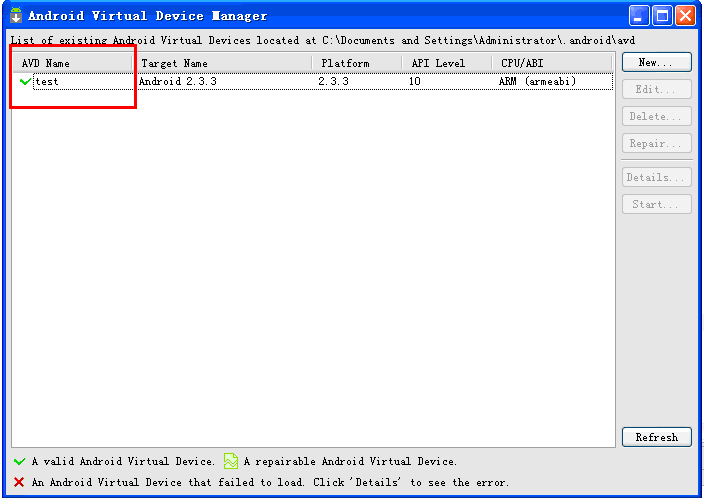 Android Virtual Device Manager
List of existing Android Virtual Devices located at C:\Documents and Settings\Administrator\.android\avd
AVD Name Target Name Platform API Level CPU/ABI
test Android 2.3.3 2.3.3 10 ARM (armeabi)
New...
Edit...
Delete...
Repair...
Details...
Start...
Refresh
A valid Android Virtual Device. A repairable Android Virtual Device.
An Android Virtual Device that failed to load. Click 'Details' to see the error.